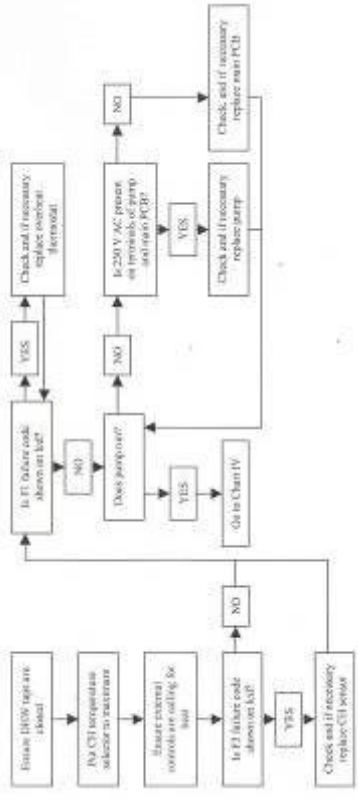 Ensure DHW taps are
closed
Put CH temperature
selector to maximum
Ensure external
controls are calling for
heat
Is F3 failure code
shown on lcd?
NO
YES
Check and if necessary
replace CH sensor
Is F1 failure code
shown on lcd?
YES
Check and if necessary
replace overheat
thermostat
NO
Does pump run?
NO
Is 230 V AC present
on terminals of pump
and main PCB?
NO
YES
YES
Go to Chart IV
Check and if necessary
replace pump
Check, and if necessary
replace main PCB